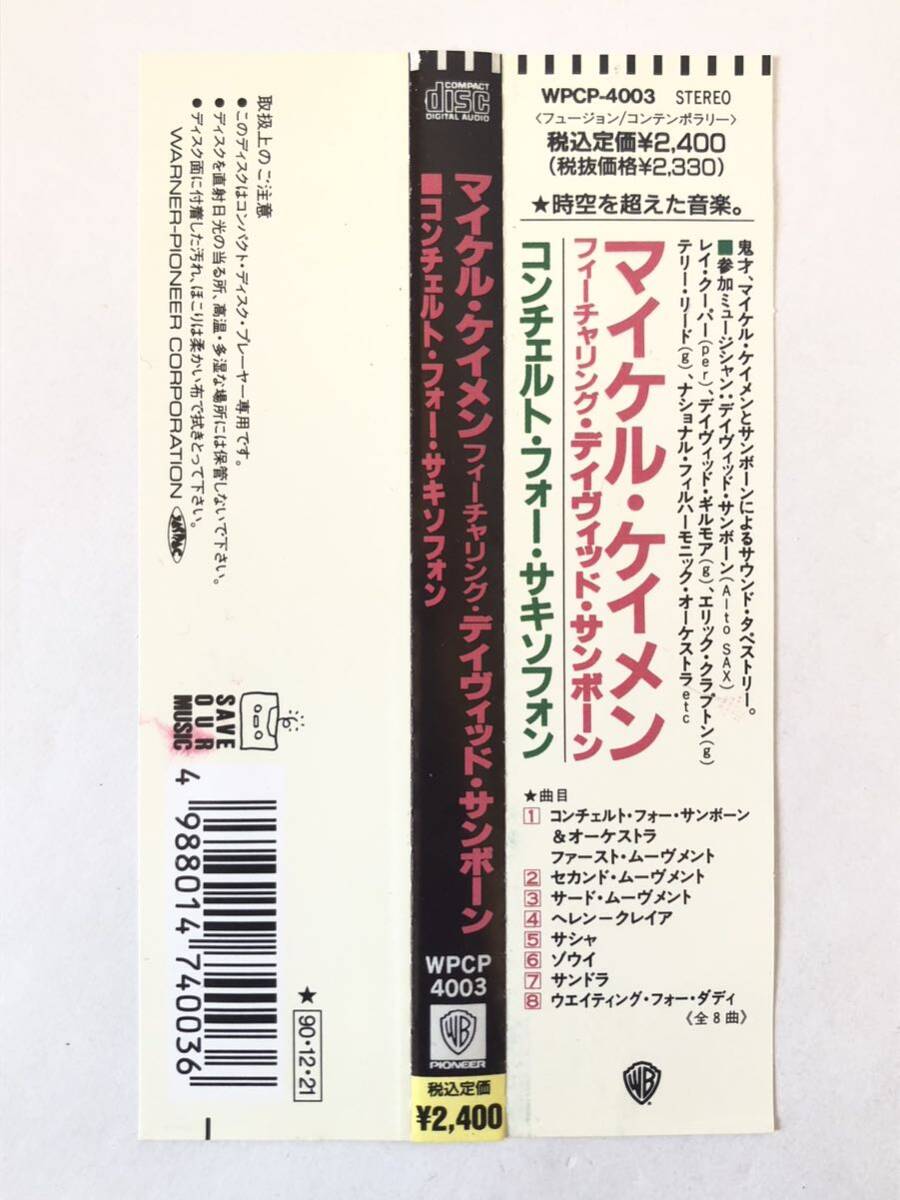 取扱上のご注意
●このディスクはコンパクト・ディスク・プレーヤー専用です。
●ディスクを直射日光の当る所、高温・多湿な場所には保管しないで下さい。
●ディスク面に付着した汚れ、ほこりは柔かい布で拭きとって下さい。
WARNER-PIONEER CORPORATION
SAVE
OUR
MUSIC
4 988014 740036
★ 90・12・21
COMPACT
disc
DIGITAL AUDIO
マイケル・ケイメン フィーチャリング・デイヴィッド・サンボーン
■コンチェルト・フォー・サキソフォン
WPCP
4003
WB
PIONEER
税込定価
¥2,400
WPCP-4003 STEREO
〈フュージョン/コンテンポラリー〉
税込定価¥2,400
(税抜価格¥2,330)
★時空を超えた音楽。
鬼才、マイケル・ケイメンとサンボーンによるサウンド・タペストリー。
■参加ミュージシャン:デイヴィッド・サンボーン(Alto SAX)
レイ・クーパー(per)、デイヴィッド・ギルモア(g)、エリック・クラプトン(g)
テリー・リード(g)、ナショナル・フィルハーモニック・オーケストラetc
マイケル・ケイメン
フィーチャリング・デイヴィッド・サンボーン
コンチェルト・フォー・サキソフォン
★曲目
1 コンチェルト・フォー・サンボーン
&オーケストラ
ファースト・ムーヴメント
2 セカンド・ムーヴメント
3 サード・ムーヴメント
4 ヘレンークレイア
5 サシャ
6 ゾウイ
7 サンドラ
8 ウエイティング・フォー・ダディ
《全8曲》
WB